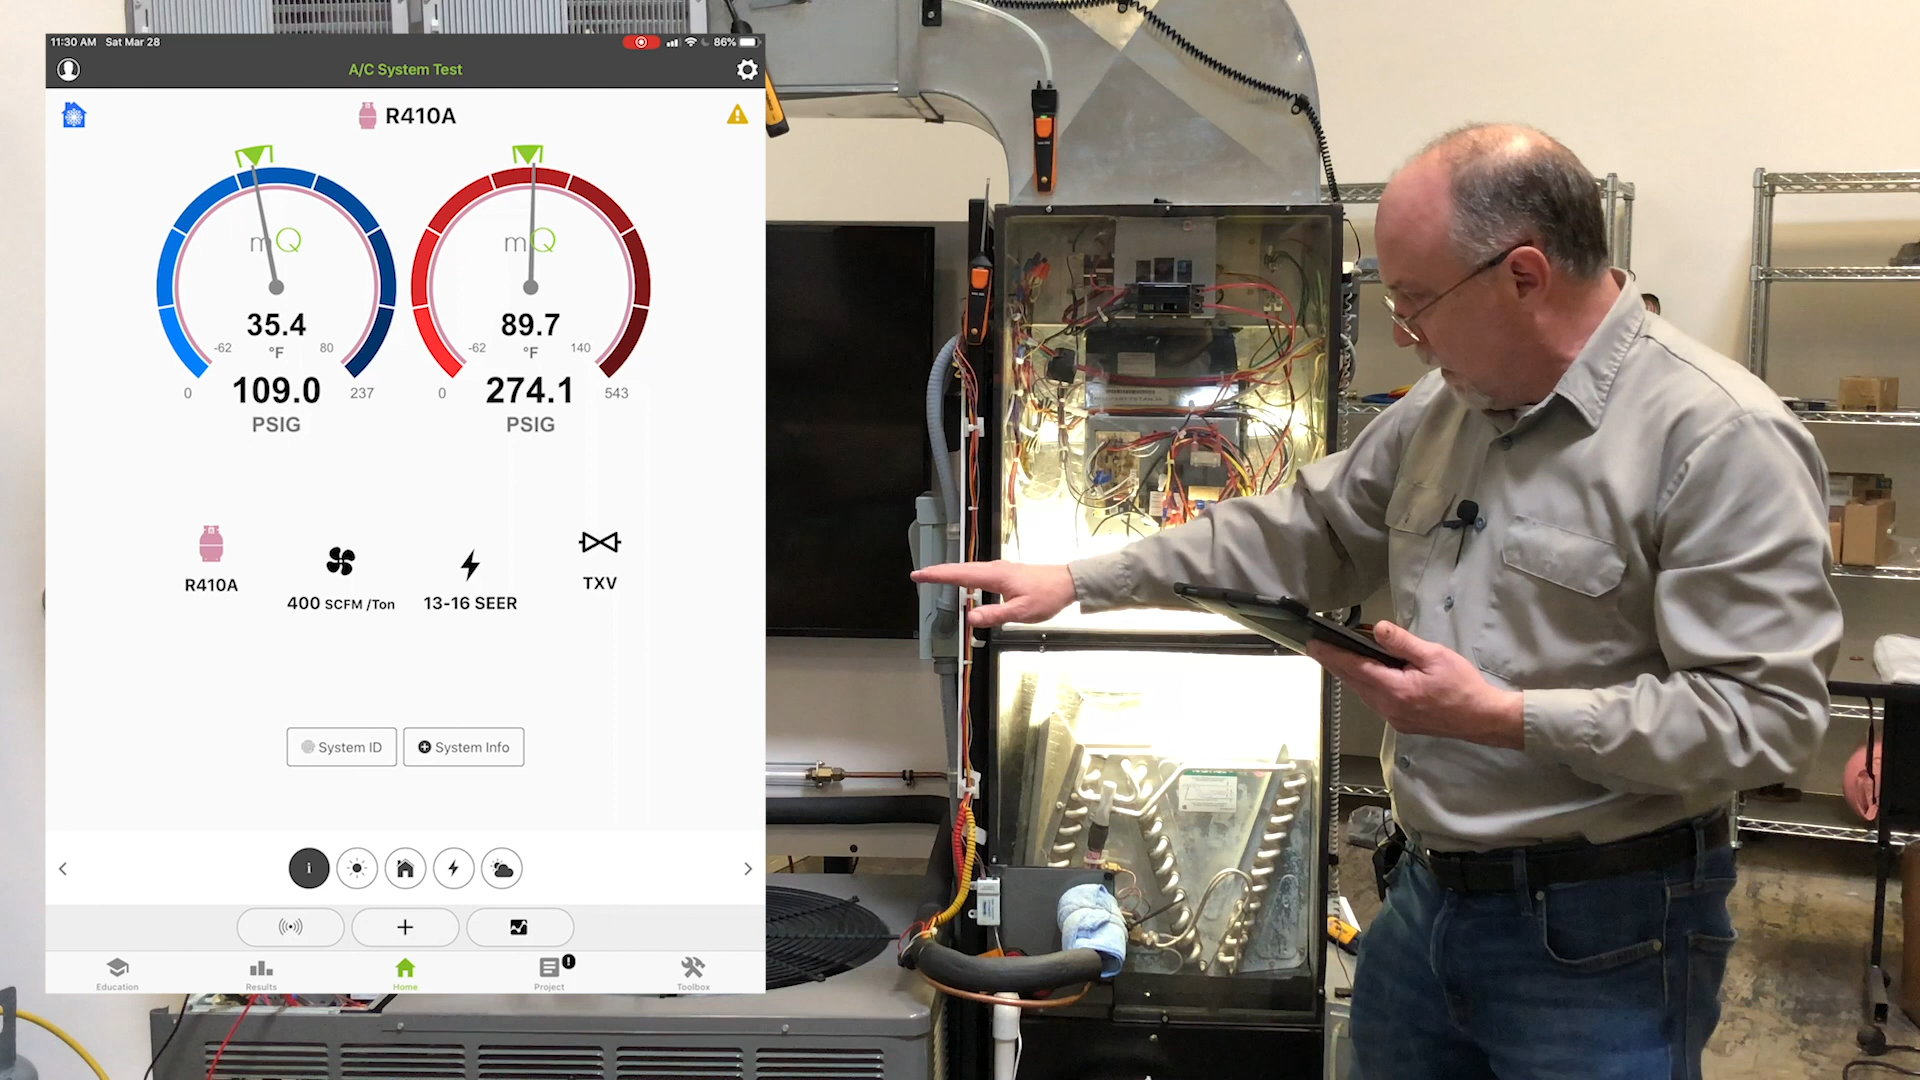 11:30 AM Sat Mar 28
86%
A/C System Test
R410A
mQ
35.4
°F
-62
80
109.0
0
237
PSIG
mQ
89.7
°F
-62
140
274.1
0
543
PSIG
R410A
400 SCFM /Ton
13-16 SEER
TXV
System ID
System Info
Education
Results
Home
Project
Toolbox